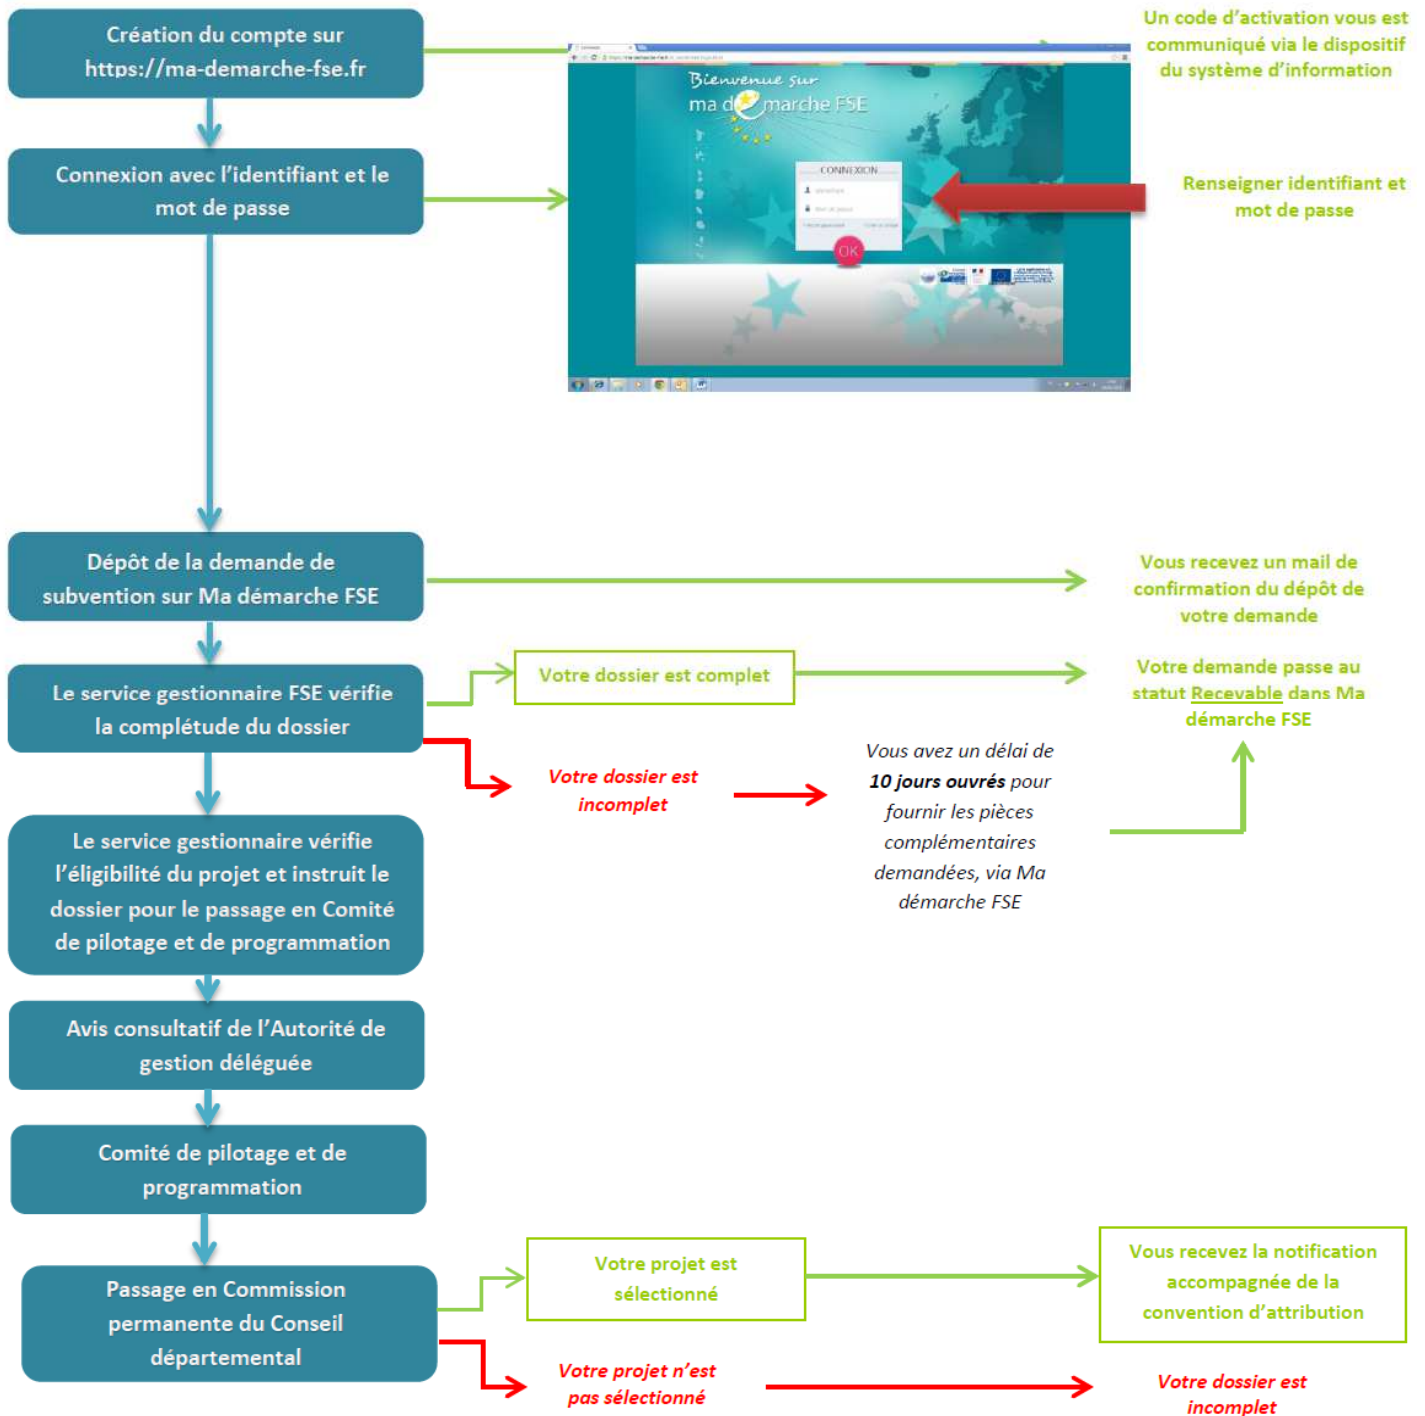 Création du compte sur
https://ma-demarche-fse.fr
Un code d'activation vous est
communiqué via le dispositif
du système d'information
Bienvenue sur
ma démarche FSE
CONNEXION
OK
Connexion avec l'identifiant et le
mot de passe
Renseigner identifiant et
mot de passe
Dépôt de la demande de
subvention sur Ma démarche FSE
Vous recevez un mail de
confirmation du dépôt de
votre demande
Le service gestionnaire FSE vérifie
la complétude du dossier
Votre dossier est complet
Votre demande passe au
statut Recevable dans Ma
démarche FSE
Votre dossier est
incomplet
Vous avez un délai de
10 jours ouvrés pour
fournir les pièces
complémentaires
demandées, via Ma
démarche FSE
Le service gestionnaire vérifie
l'éligibilité du projet et instruit le
dossier pour le passage en Comité
de pilotage et de programmation
Avis consultatif de l'Autorité de
gestion déléguée
Comité de pilotage et de
programmation
Passage en Commission
permanente du Conseil
départemental
Votre projet est
sélectionné
Vous recevez la notification
accompagnée de la
convention d'attribution
Votre projet n'est
pas sélectionné
Votre dossier est
incomplet